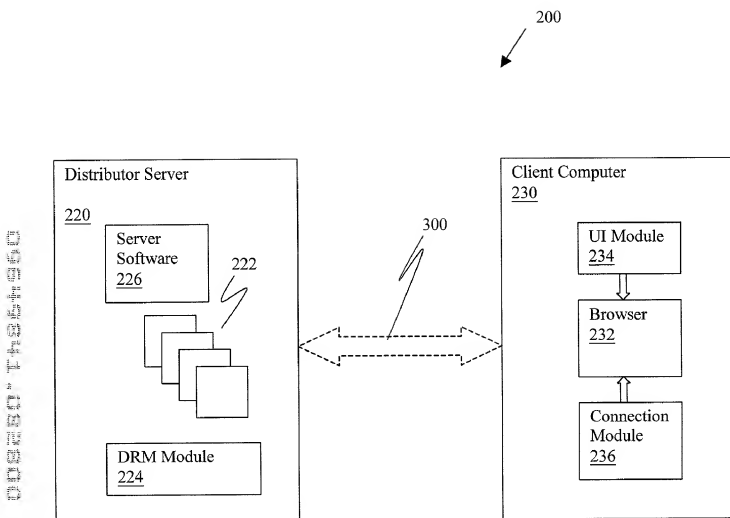 200
Distributor Server
220
Server
Software
226
222
DRM Module
224
300
Client Computer
230
UI Module
234
Browser
232
Connection
Module
236